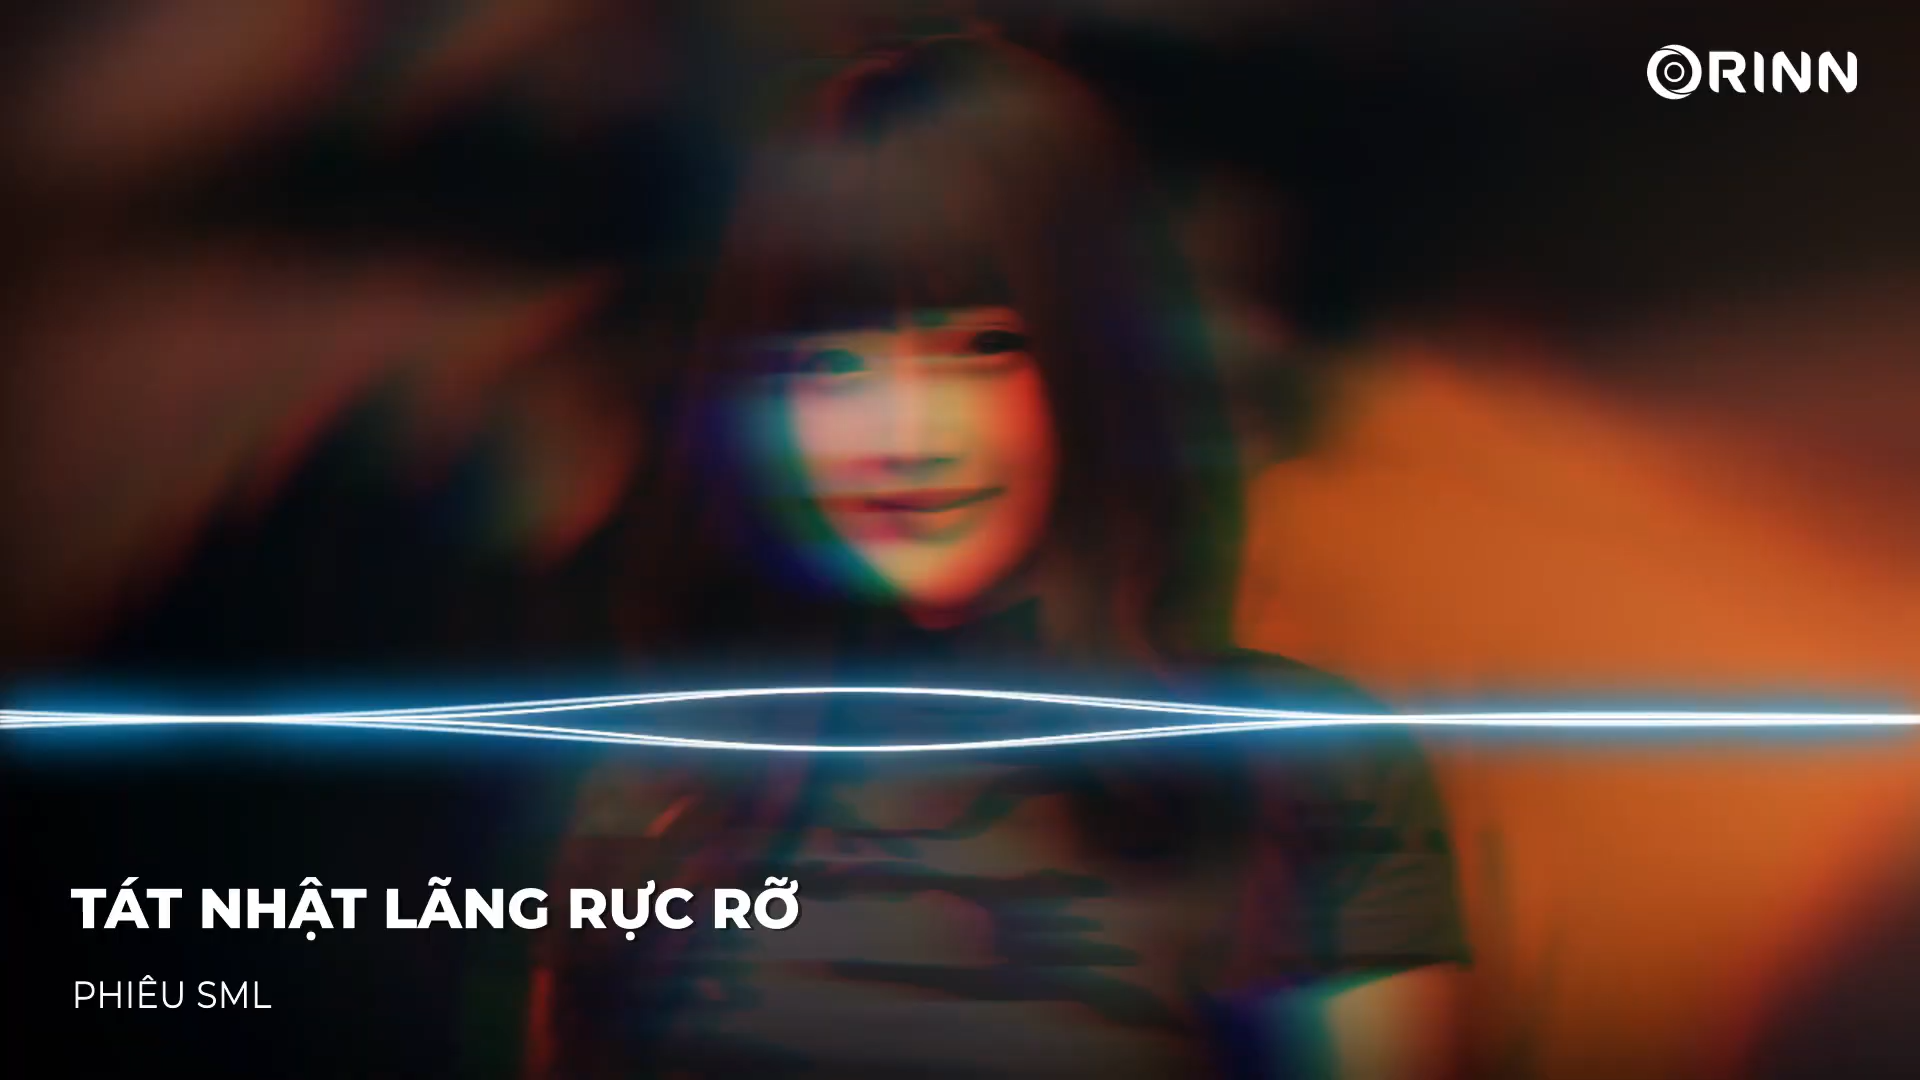 ORINN
TÁT NHẬT LÃNG RỰC RỠ
PHIÊU SML